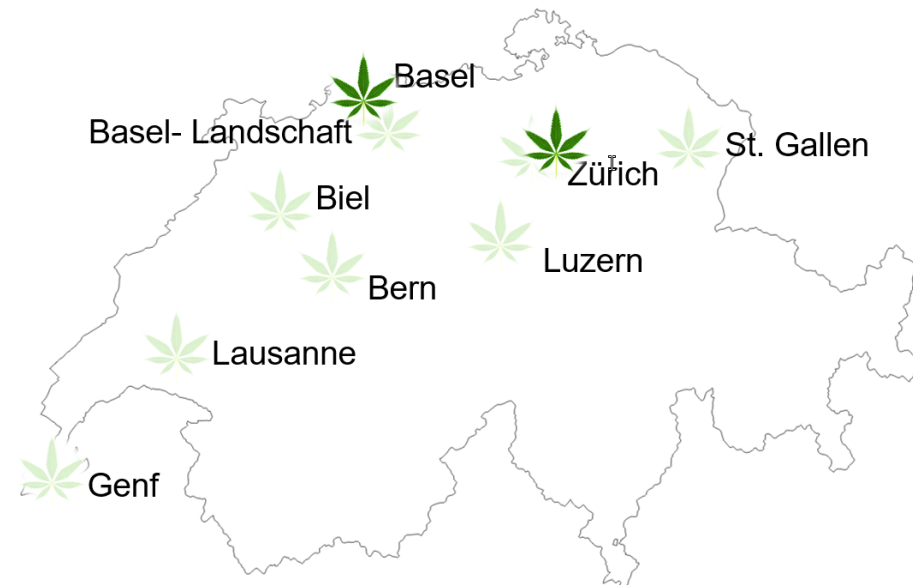 Basel
Basel- Landschaft
St. Gallen
Zürich
Biel
Luzern
Bern
Lausanne
Genf